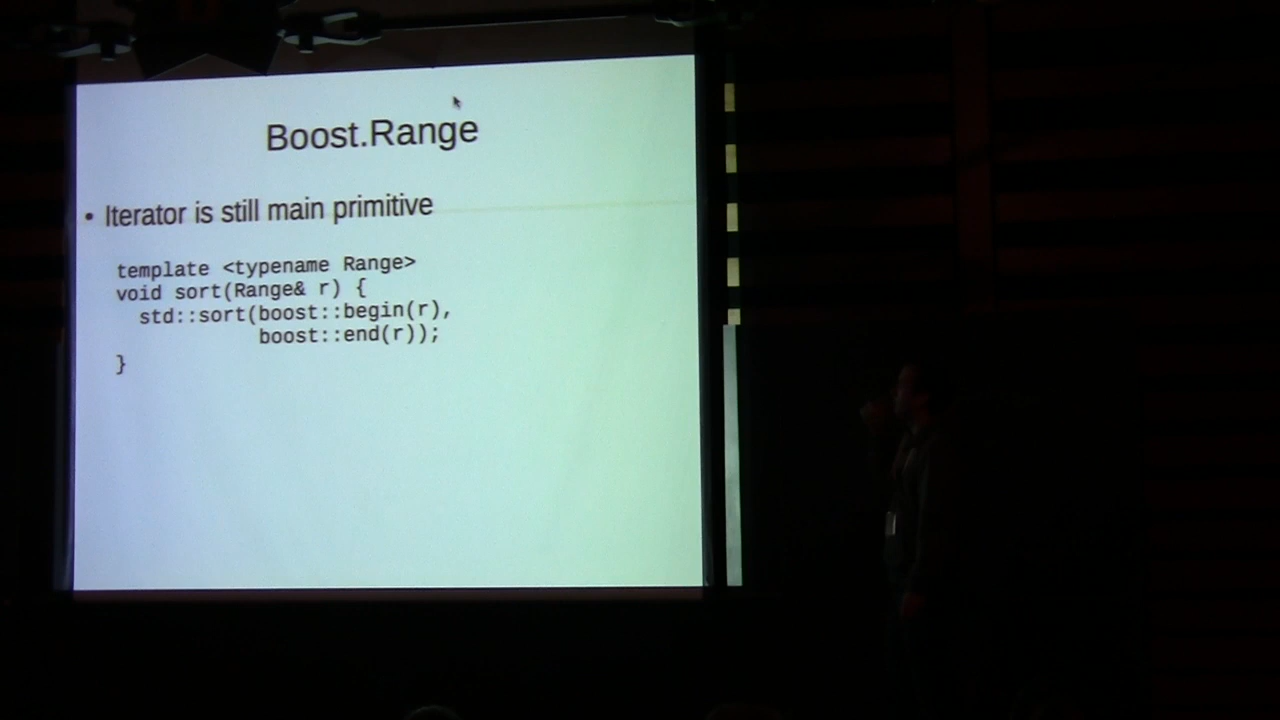 Boost.Range
• Iterator is still main primitive
template <typename Range>
void sort(Range& r) {
  std::sort(boost::begin(r),
            boost::end(r));
}